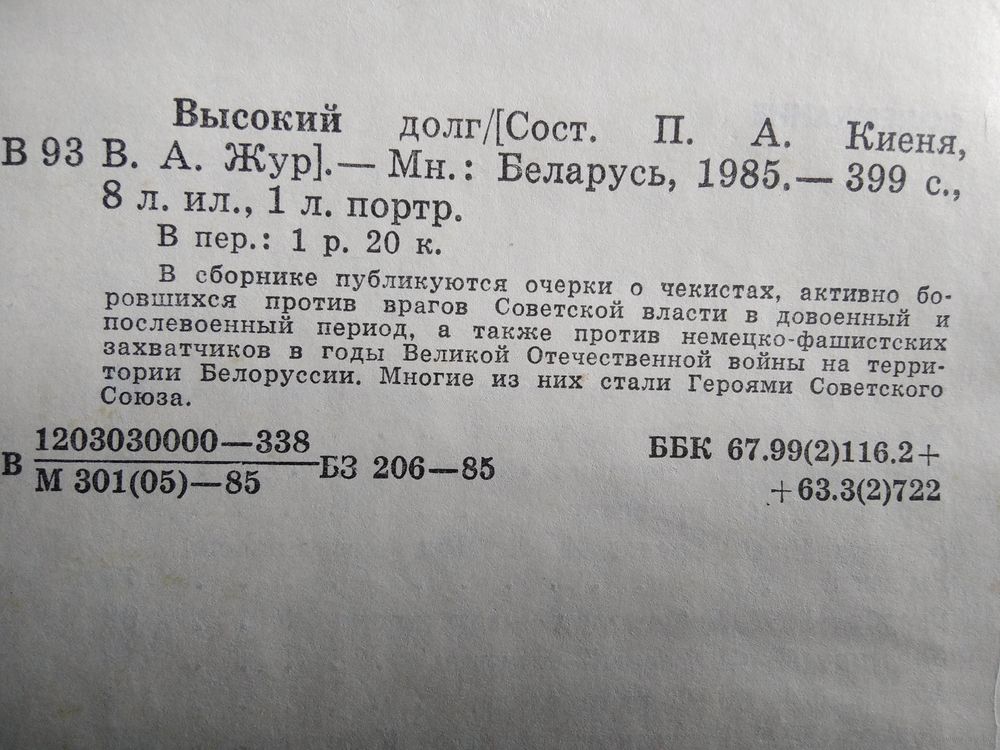 Высокий долг/[Сост. П. А. Киеня,
В 93 В. А. Жур].— Мн.: Беларусь, 1985.— 399 с.,
8 л. ил., 1 л. портр.
В пер.: 1 р. 20 к.
В сборнике публикуются очерки о чекистах, активно бо-
ровшихся против врагов Советской власти в довоенный и
послевоенный период, а также против немецко-фашистских
захватчиков в годы Великой Отечественной войны на терри-
тории Белоруссии. Многие из них стали Героями Советского
Союза.
В 1203030000—338 БЗ 206—85
М 301(05)—85
ББК 67.99(2)116.2+
+63.3(2)722